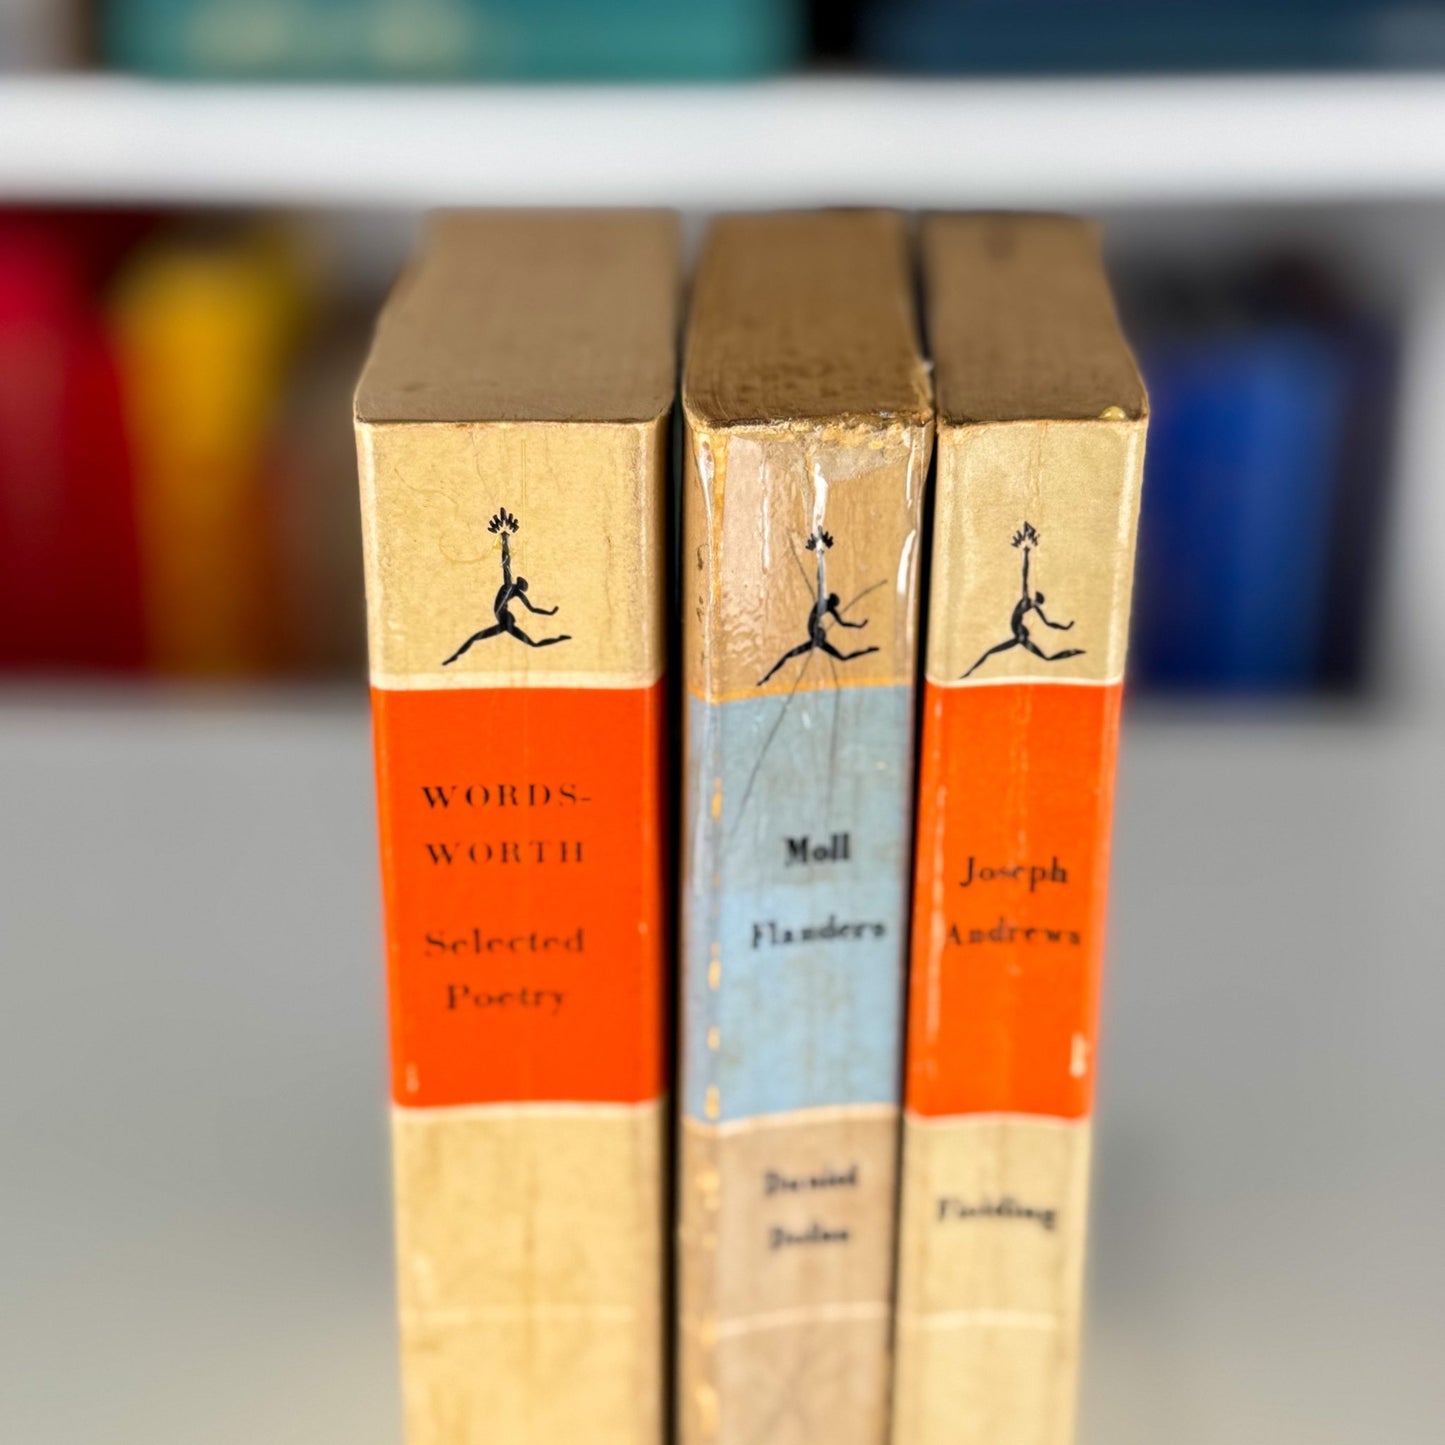 WORDS-
WORTH
Selected
Poetry
Moll
Flanders
Daniel
Defoe
Joseph
Andrews
Fielding